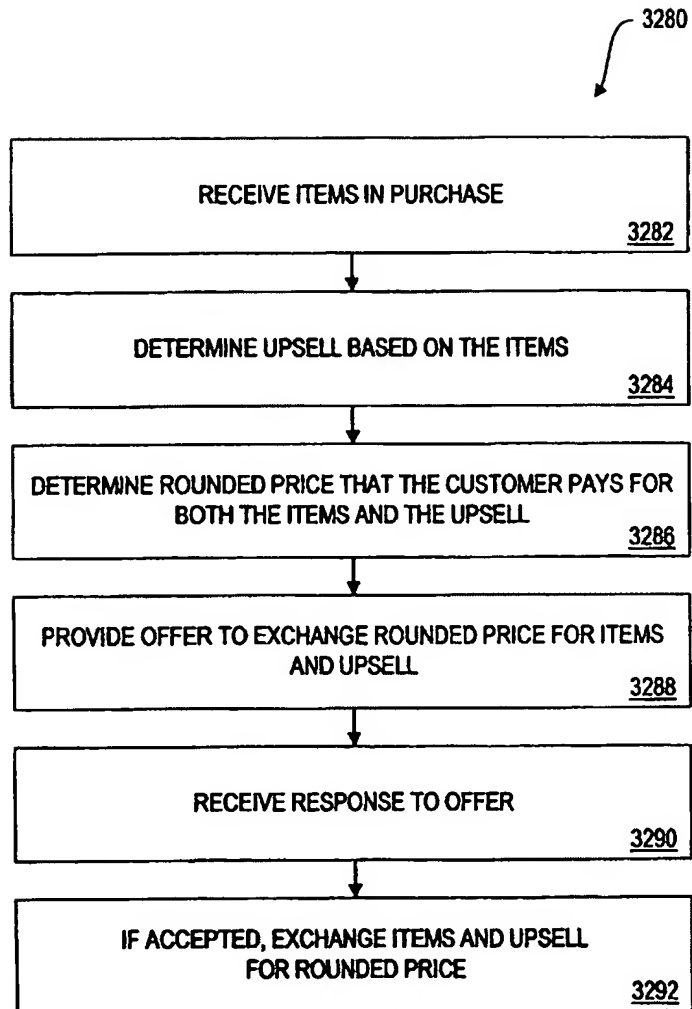 3280
RECEIVE ITEMS IN PURCHASE
3282
DETERMINE UPSELL BASED ON THE ITEMS
3284
DETERMINE ROUNDED PRICE THAT THE CUSTOMER PAYS FOR
BOTH THE ITEMS AND THE UPSELL
3286
PROVIDE OFFER TO EXCHANGE ROUNDED PRICE FOR ITEMS
AND UPSELL
3288
RECEIVE RESPONSE TO OFFER
3290
IF ACCEPTED, EXCHANGE ITEMS AND UPSELL
FOR ROUNDED PRICE
3292